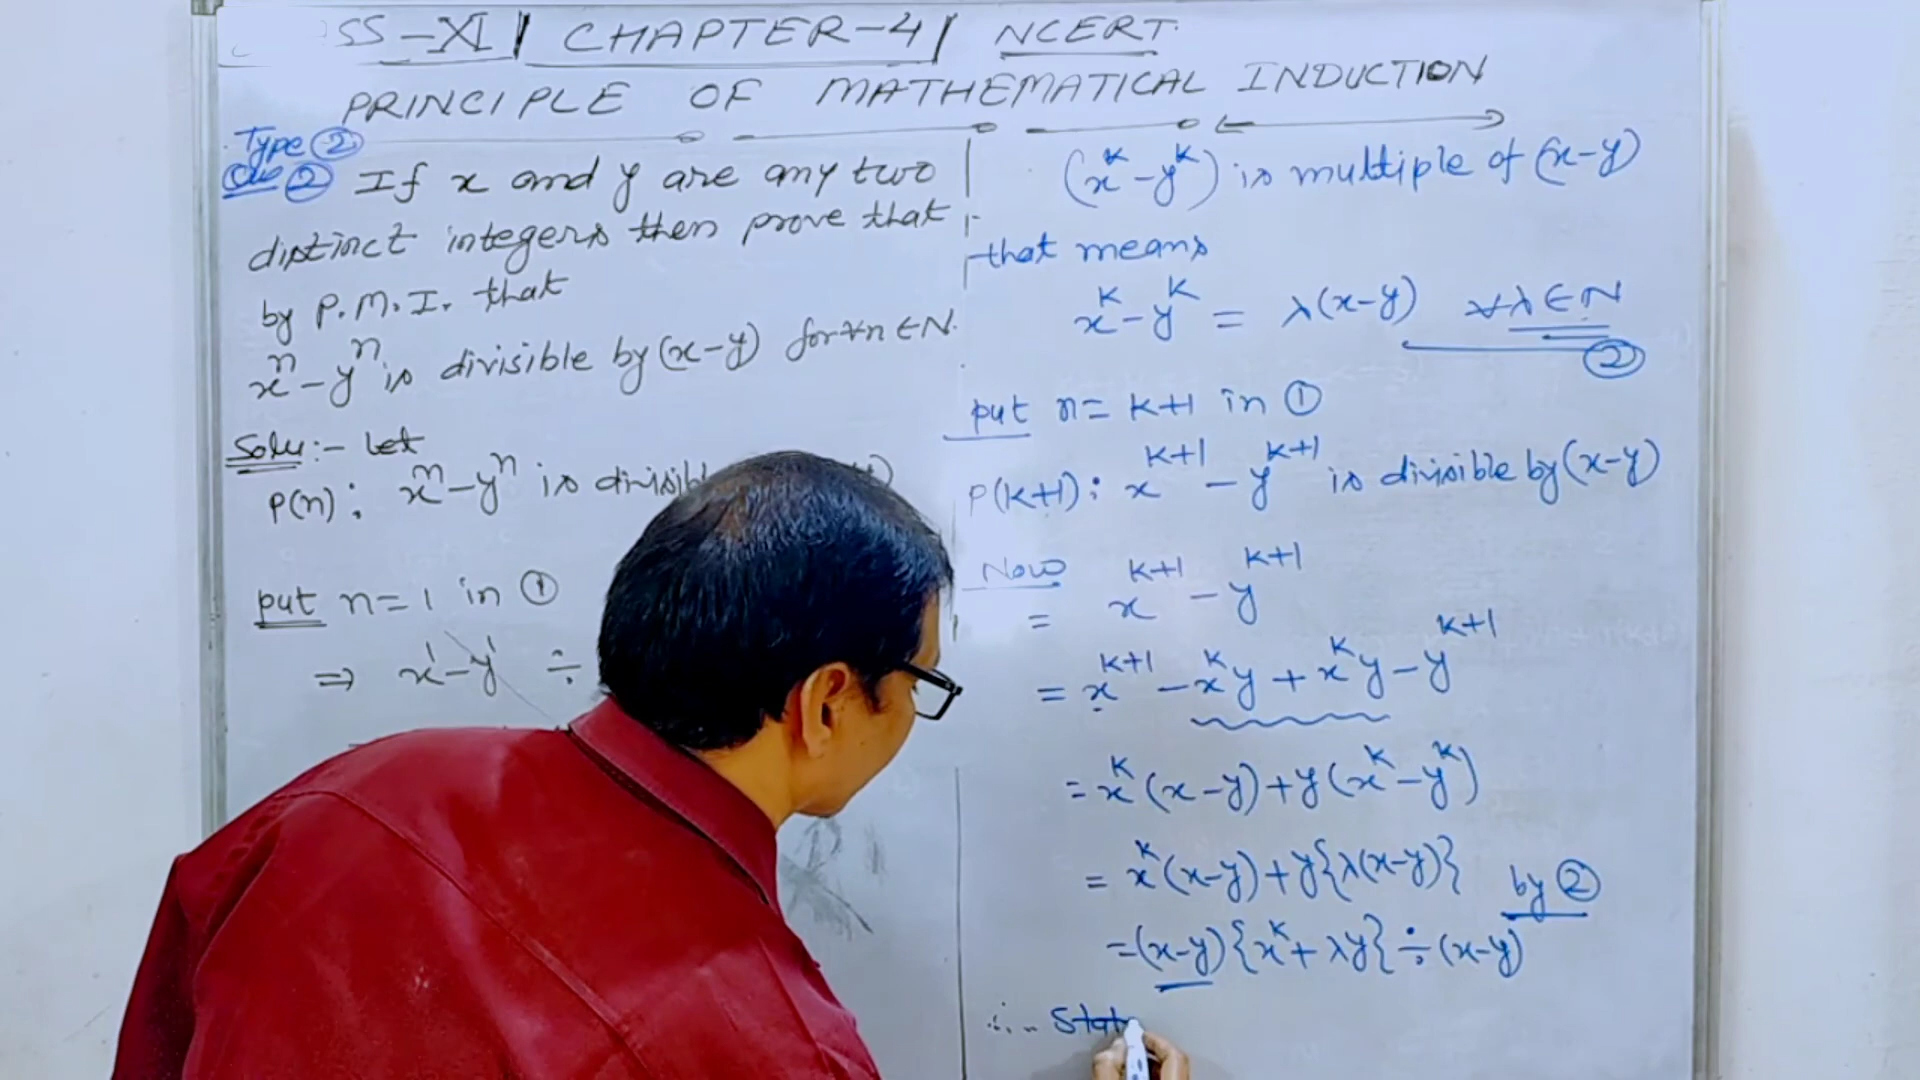 SS-XI | CHAPTER-4 | NCERT.
PRINCIPLE OF MATHEMATICAL INDUCTION
Type ②
Que ② If x and y are any two
distinct integers then prove that
by P.M.I. that
xⁿ - yⁿ is divisible by (x-y) for ∀n∈N.
Solu:- Let
P(n): xⁿ - yⁿ is divisib
put n=1 in ①
⇒ x¹-y¹ ÷
(xᵏ - yᵏ) is multiple of (x-y)
that means
xᵏ - yᵏ = λ(x-y) ∀λ∈N
②
put n= k+1 in ①
P(k+1): xᵏ⁺¹ - yᵏ⁺¹ is divisible by (x-y)
Now
= xᵏ⁺¹ - yᵏ⁺¹
= xᵏ⁺¹ - xᵏy + xᵏy - yᵏ⁺¹
= xᵏ(x-y)+y(xᵏ-yᵏ)
= xᵏ(x-y)+y{λ(x-y)} by ②
=(x-y){xᵏ+λy} ÷ (x-y)
∴ Stat